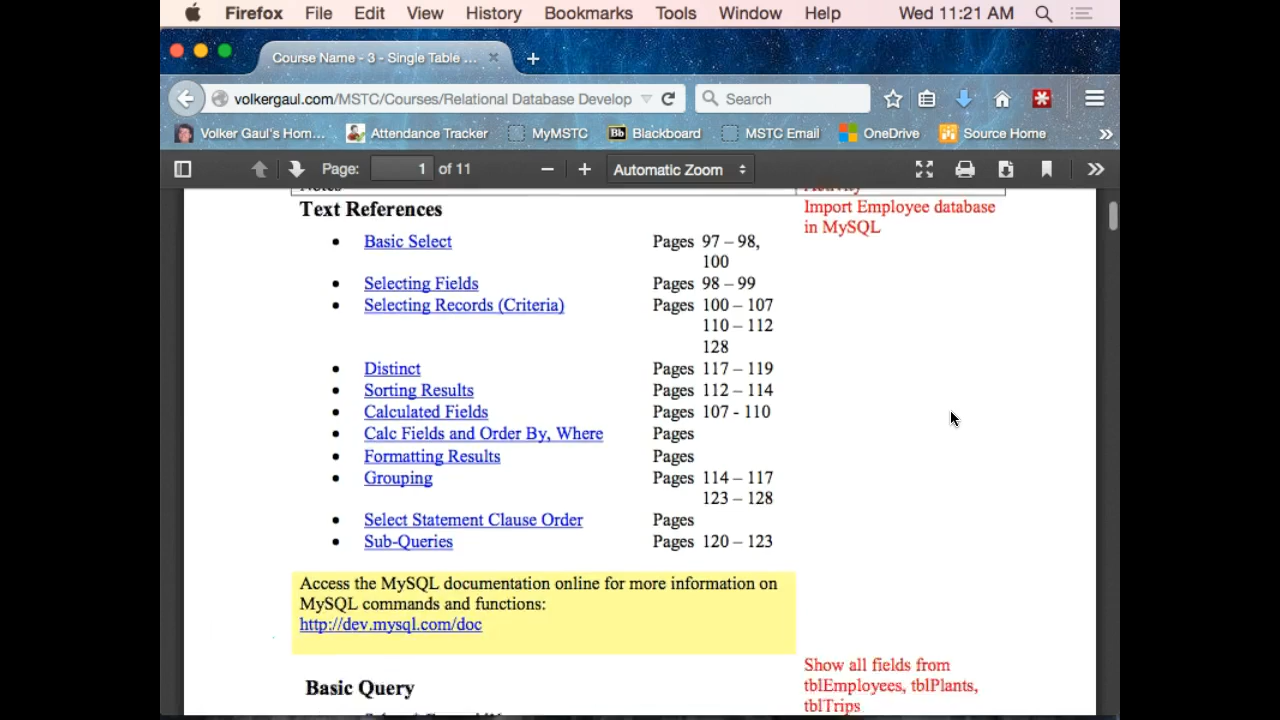 Firefox File Edit View History Bookmarks Tools Window Help Wed 11:21 AM
Course Name - 3 - Single Table ...
volkergaul.com/MSTC/Courses/Relational Database Develop Search
Volker Gaul's Hom... Attendance Tracker MyMSTC Bb Blackboard MSTC Email OneDrive Source Home
Page: 1 of 11 Automatic Zoom
Notes Activity
Text References
Import Employee database
in MySQL
• Basic Select Pages 97 – 98,
100
• Selecting Fields Pages 98 – 99
• Selecting Records (Criteria) Pages 100 – 107
110 – 112
128
• Distinct Pages 117 – 119
• Sorting Results Pages 112 – 114
• Calculated Fields Pages 107 - 110
• Calc Fields and Order By, Where Pages
• Formatting Results Pages
• Grouping Pages 114 – 117
123 – 128
• Select Statement Clause Order Pages
• Sub-Queries Pages 120 – 123
Access the MySQL documentation online for more information on
MySQL commands and functions:
http://dev.mysql.com/doc
Basic Query
Show all fields from
tblEmployees, tblPlants,
tblTrips